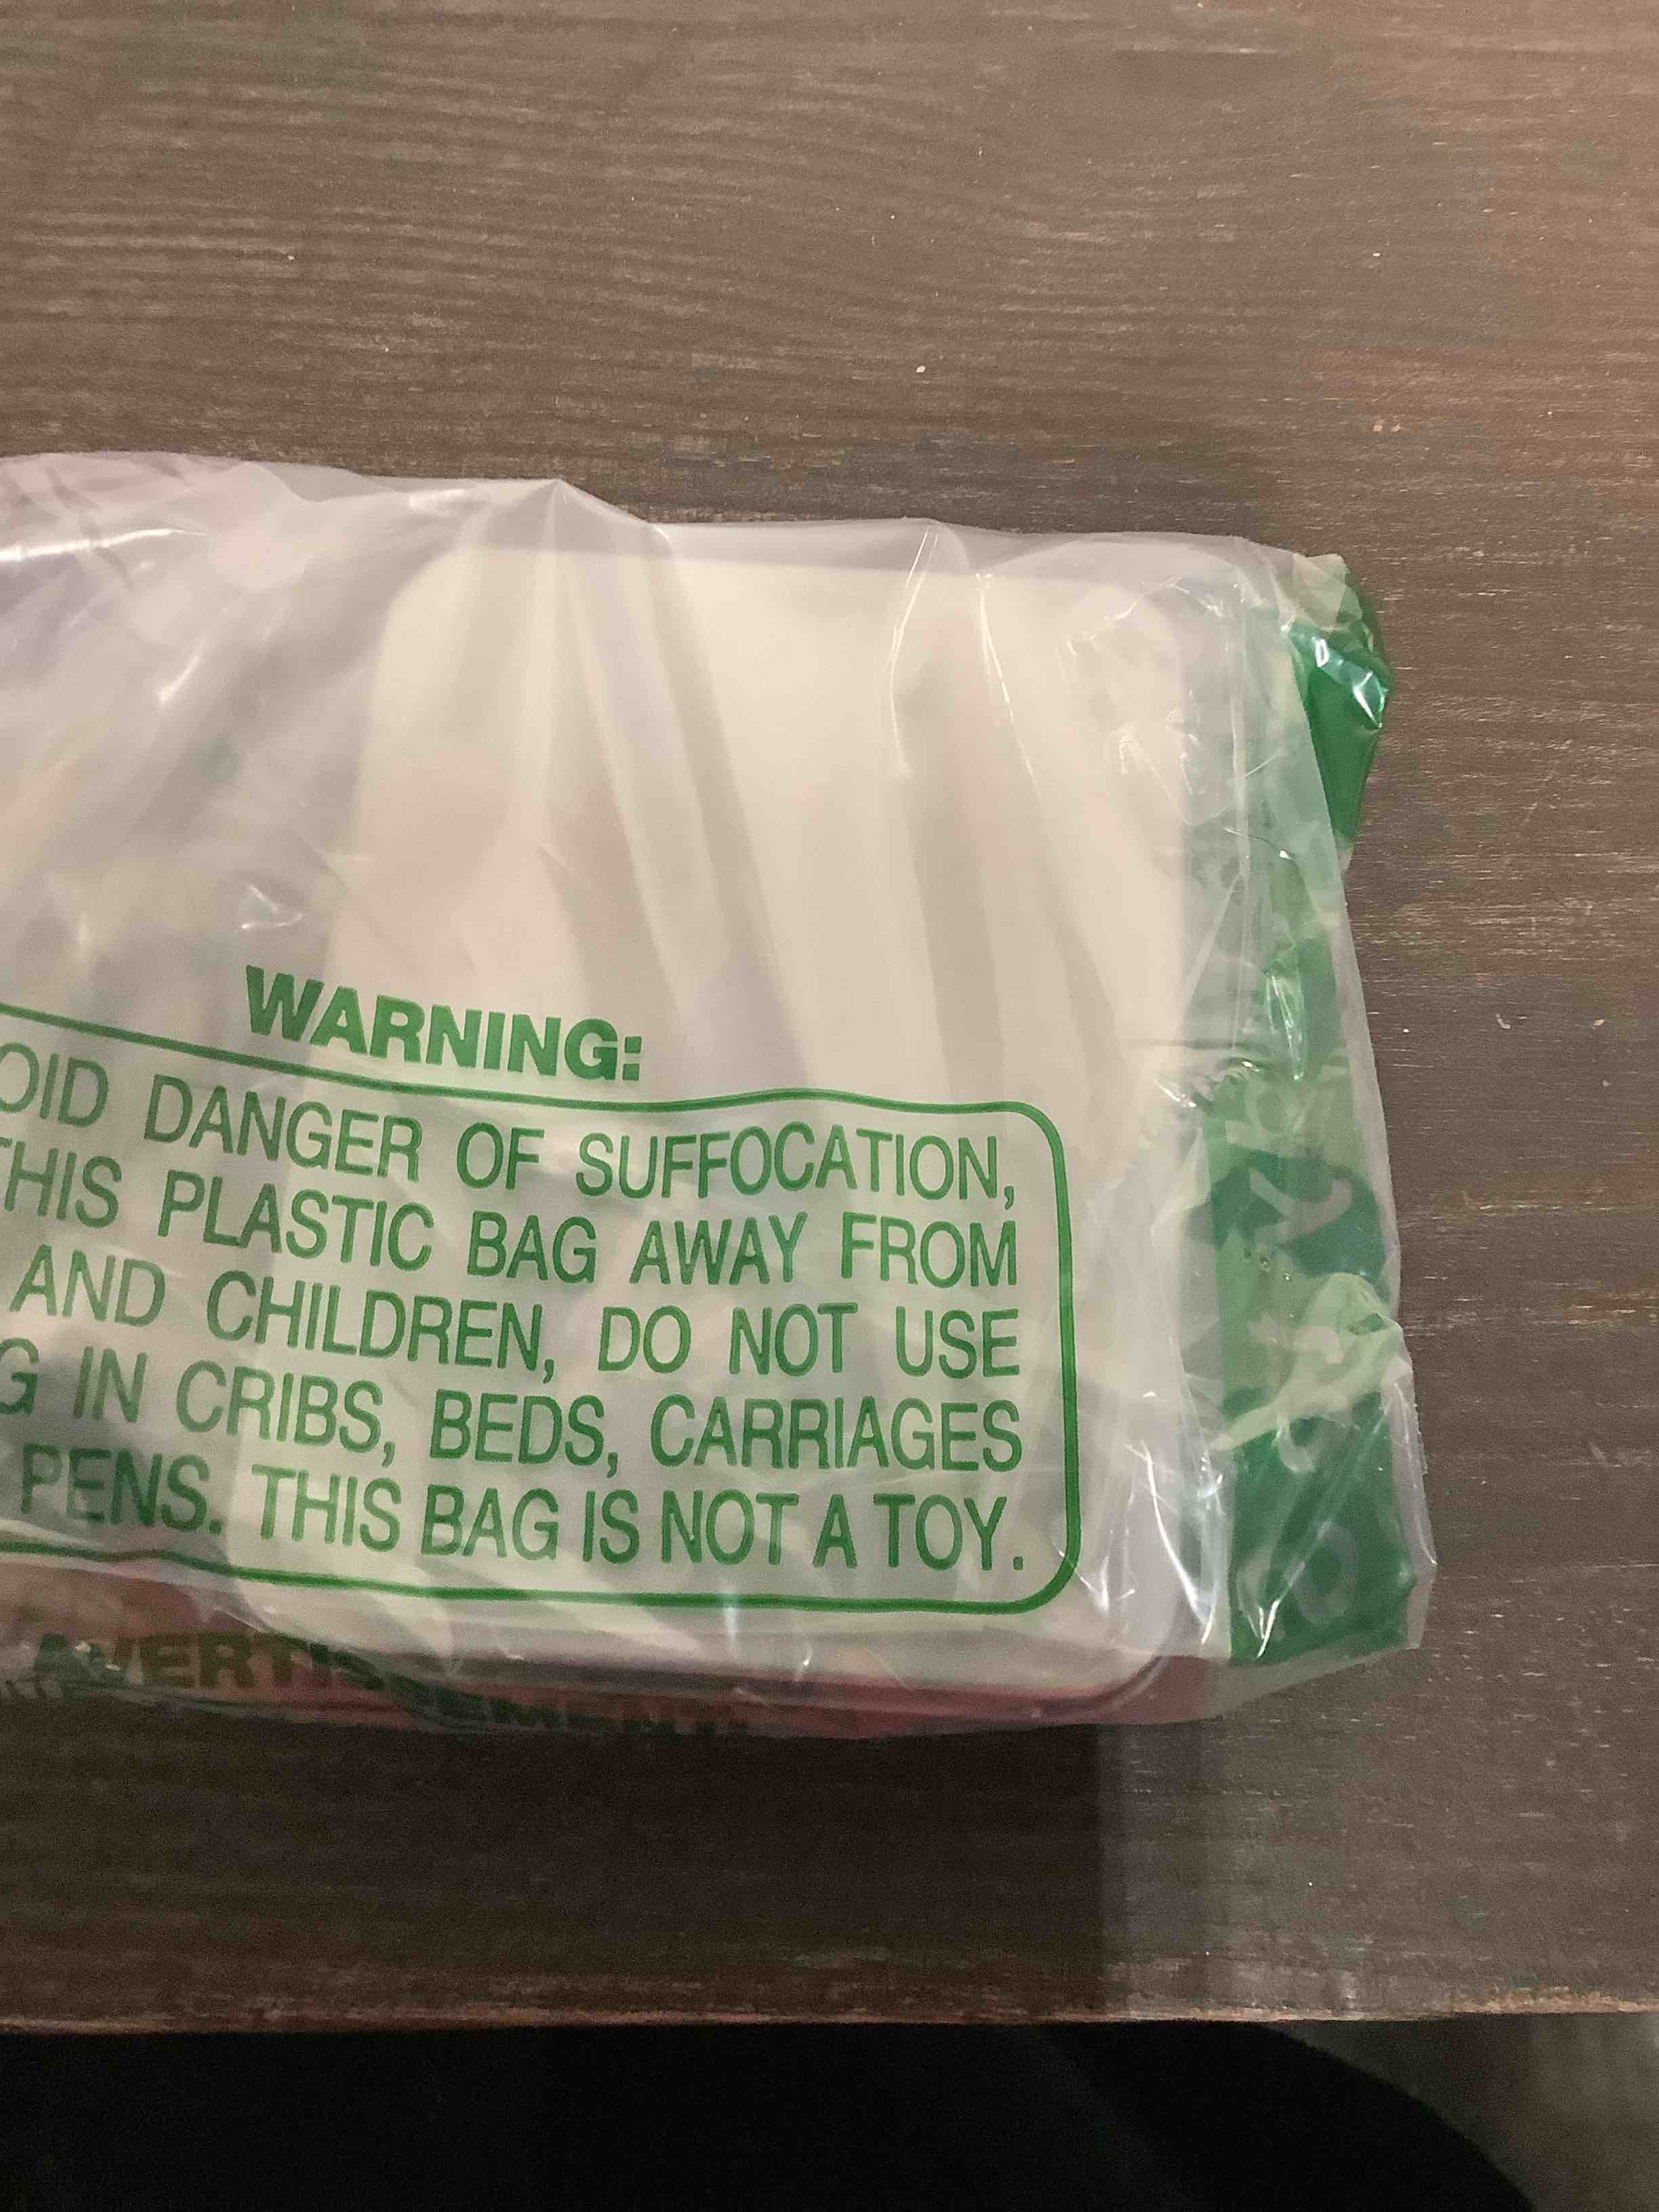 WARNING:
OID DANGER OF SUFFOCATION,
THIS PLASTIC BAG AWAY FROM
AND CHILDREN, DO NOT USE
G IN CRIBS, BEDS, CARRIAGES
PENS. THIS BAG IS NOT A TOY.
AVERTISSEMENT